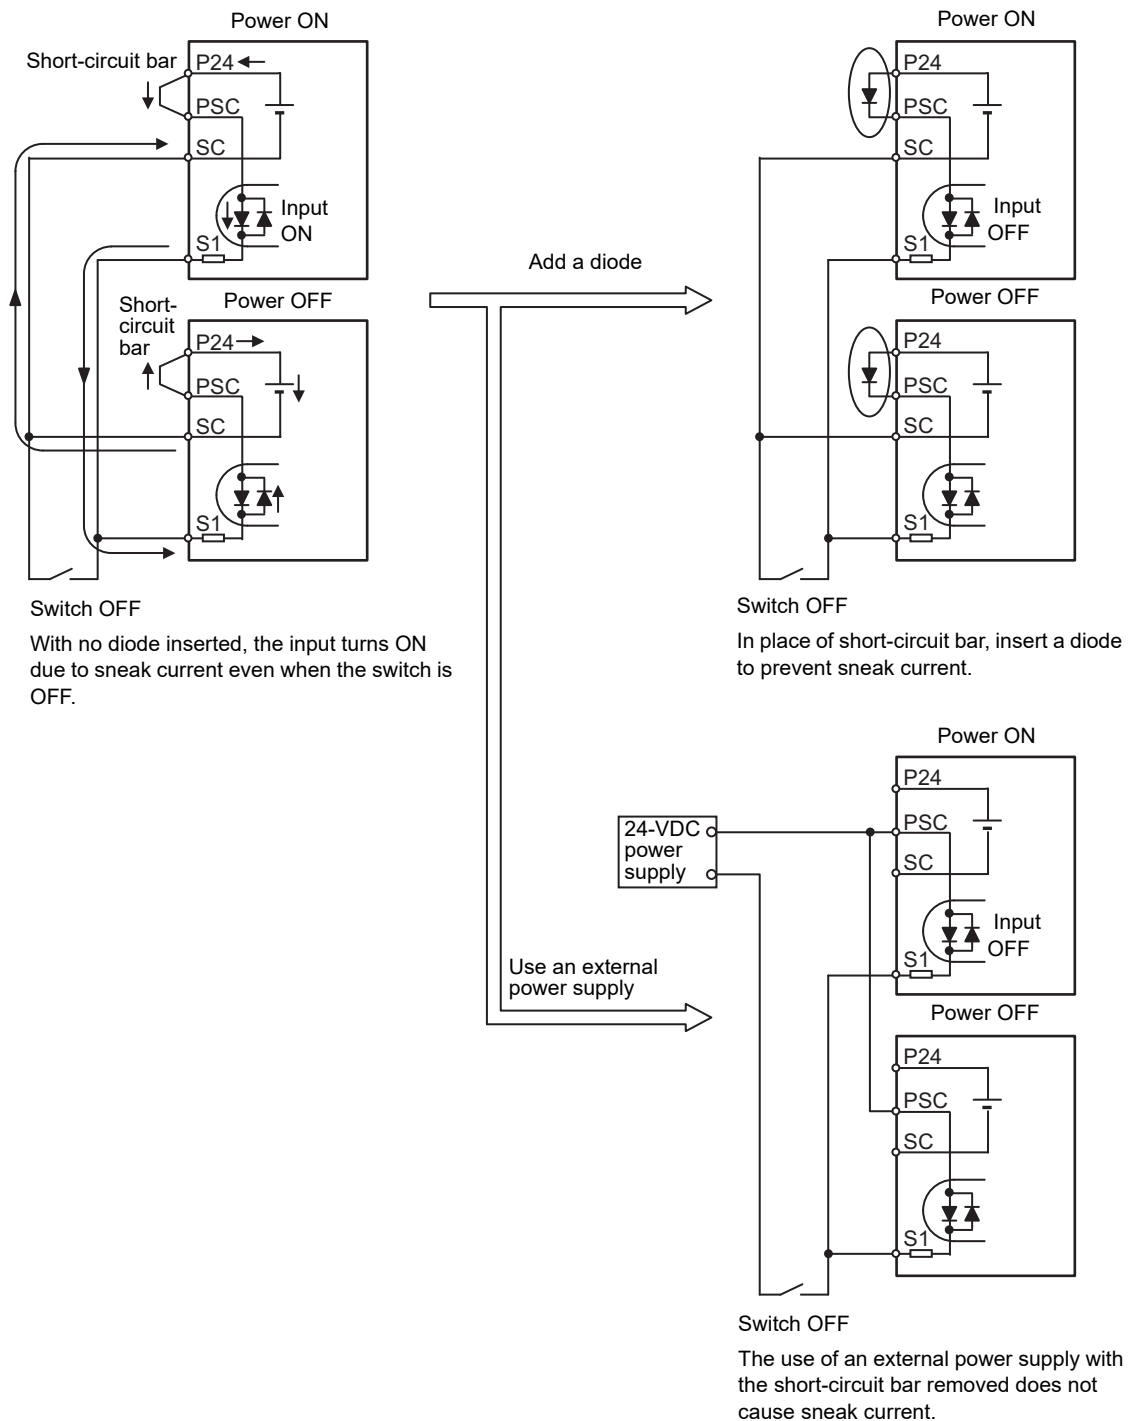 Power ON
Short-circuit bar
P24
PSC
SC
Input
ON
S1
Power OFF
Short-
circuit
bar
P24
PSC
SC
S1
Switch OFF
With no diode inserted, the input turns ON
due to sneak current even when the switch is
OFF.
Add a diode
Power ON
P24
PSC
SC
Input
OFF
S1
Power OFF
P24
PSC
SC
S1
Switch OFF
In place of short-circuit bar, insert a diode
to prevent sneak current.
Use an external
power supply
Power ON
24-VDC
power
supply
P24
PSC
SC
Input
OFF
S1
Power OFF
P24
PSC
SC
S1
Switch OFF
The use of an external power supply with
the short-circuit bar removed does not
cause sneak current.